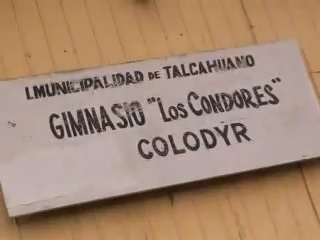 I.MUNICIPALIDAD DE TALCAHUANO
GIMNASIO "LOS CONDORES"
COLODYR